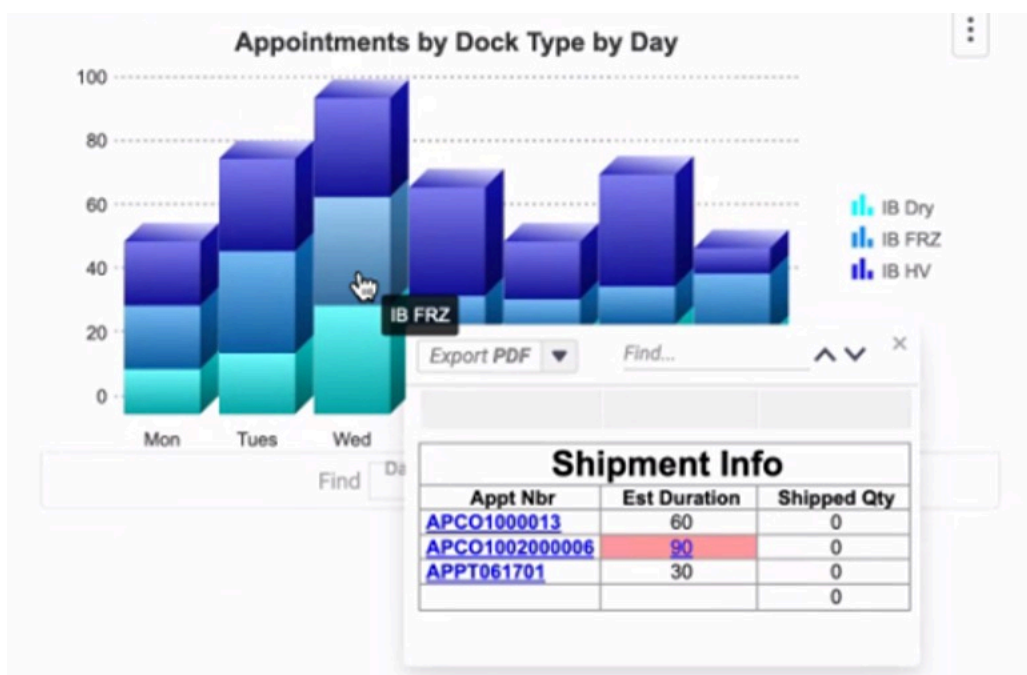 Appointments by Dock Type by Day
100
80
60
40
20
0
IB Dry
IB FRZ
IB HV
IB FRZ
Mon Tues Wed
Find Da
Export PDF Find...
Shipment Info
Appt Nbr Est Duration Shipped Qty
APCO1000013 60 0
APCO1002000006 90 0
APPT061701 30 0
0